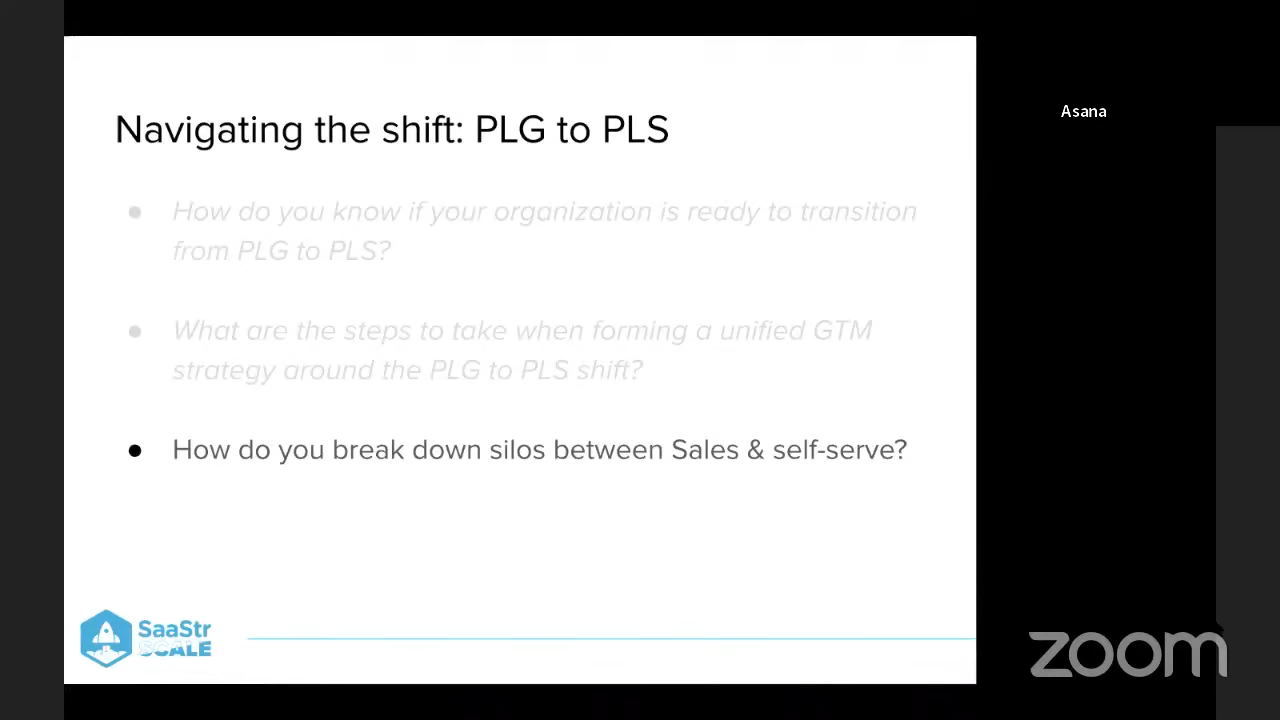 Navigating the shift: PLG to PLS
Asana
● How do you know if your organization is ready to transition
from PLG to PLS?
● What are the steps to take when forming a unified GTM
strategy around the PLG to PLS shift?
● How do you break down silos between Sales & self-serve?
SaaStr
SCALE
zoom